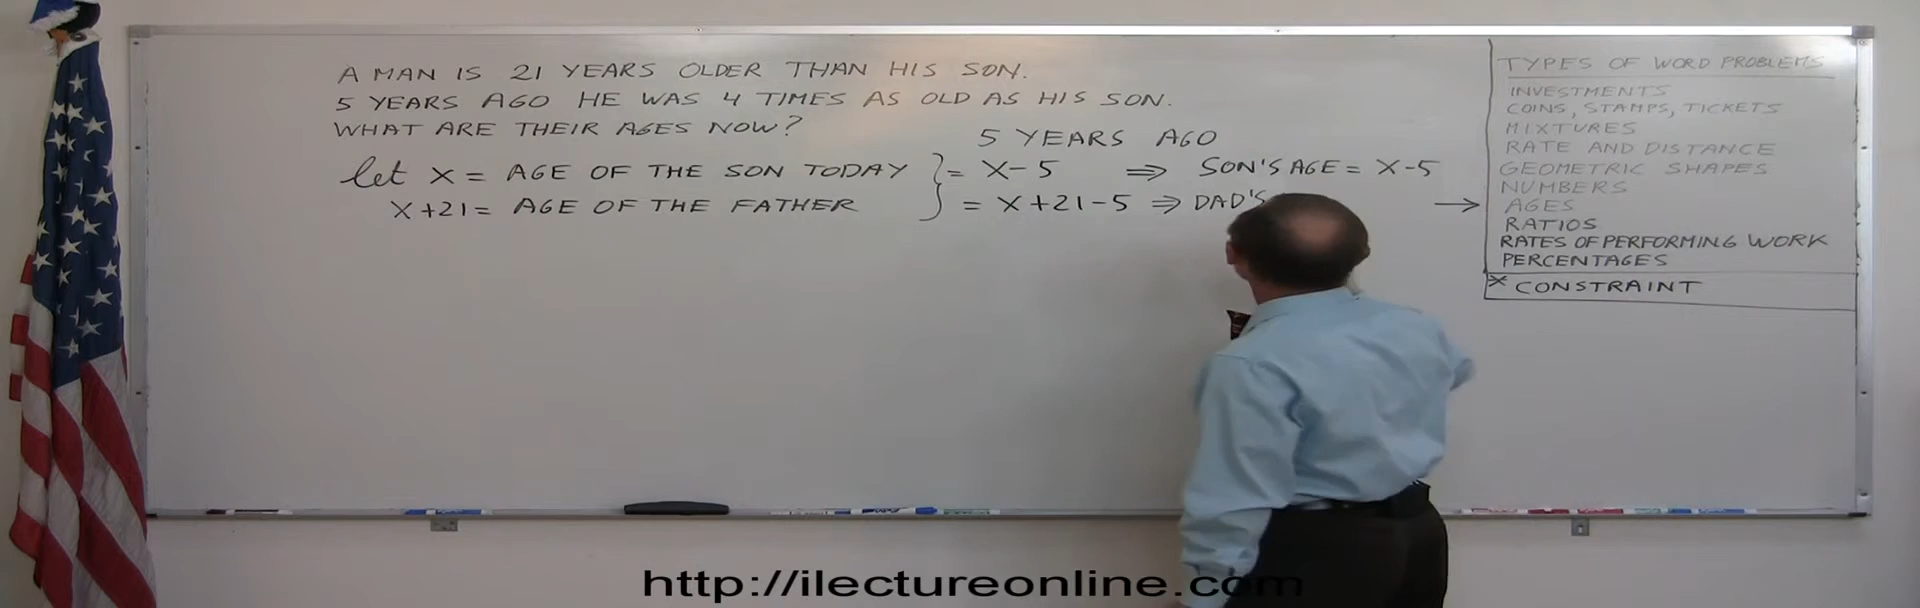 A MAN IS 21 YEARS OLDER THAN HIS SON.
5 YEARS AGO HE WAS 4 TIMES AS OLD AS HIS SON.
WHAT ARE THEIR AGES NOW?
5 YEARS AGO
let x = AGE OF THE SON TODAY } = x-5 ⇒ SON'S AGE = x-5
x+21 = AGE OF THE FATHER } = x+21-5 ⇒ DAD'S
→
TYPES OF WORD PROBLEMS
INVESTMENTS
COINS, STAMPS, TICKETS
MIXTURES
RATE AND DISTANCE
GEOMETRIC SHAPES
NUMBERS
AGES
RATIOS
RATES OF PERFORMING WORK
PERCENTAGES
* CONSTRAINT
http://ilectureonline.com